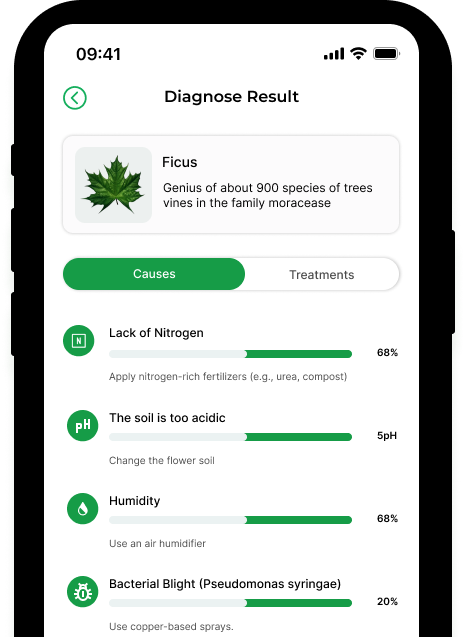 09:41
Diagnose Result
Ficus
Genius of about 900 species of trees
vines in the family moracease
Causes
Treatments
N
Lack of Nitrogen
68%
Apply nitrogen-rich fertilizers (e.g., urea, compost)
pH
The soil is too acidic
5pH
Change the flower soil
Humidity
68%
Use an air humidifier
Bacterial Blight (Pseudomonas syringae)
20%
Use copper-based sprays.